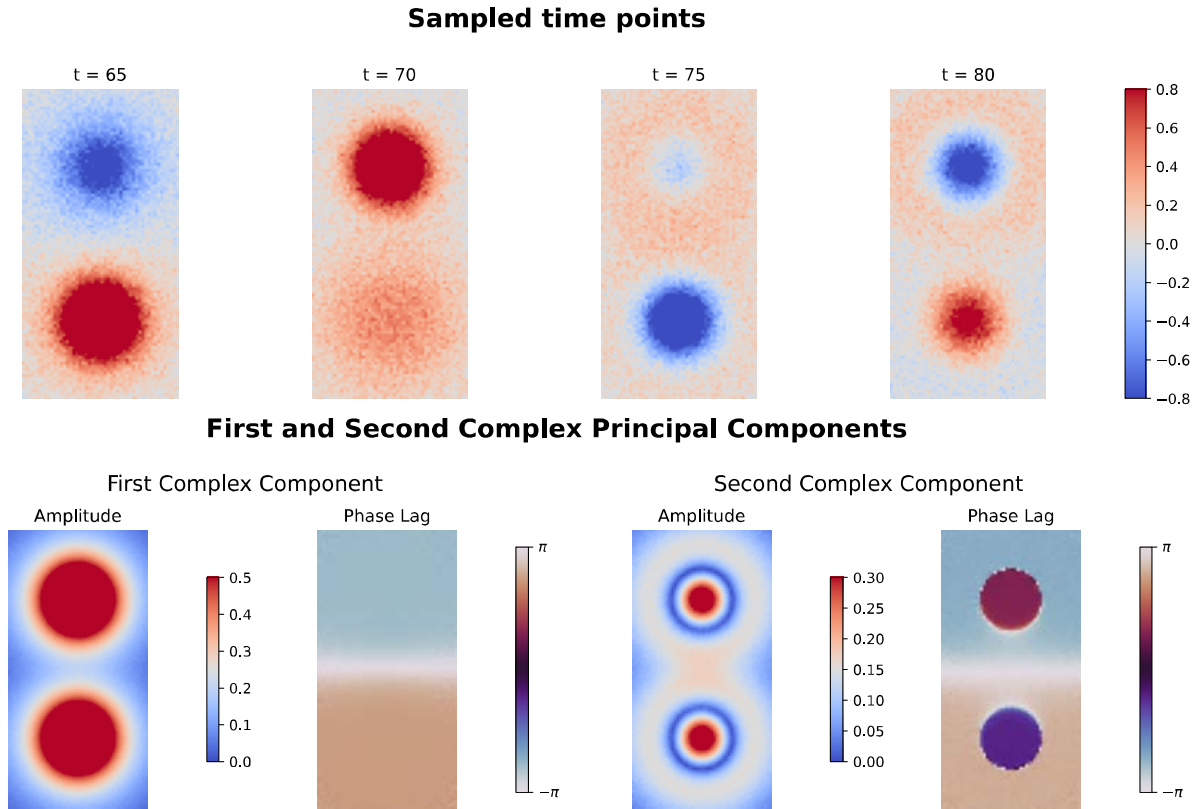 Sampled time points
t = 65
t = 70
t = 75
t = 80
0.8
0.6
0.4
0.2
0.0
−0.2
−0.4
−0.6
−0.8
First and Second Complex Principal Components
First Complex Component
Second Complex Component
Amplitude
Phase Lag
Amplitude
Phase Lag
0.5
0.4
0.3
0.2
0.1
0.0
π
−π
0.30
0.25
0.20
0.15
0.10
0.05
0.00
π
−π